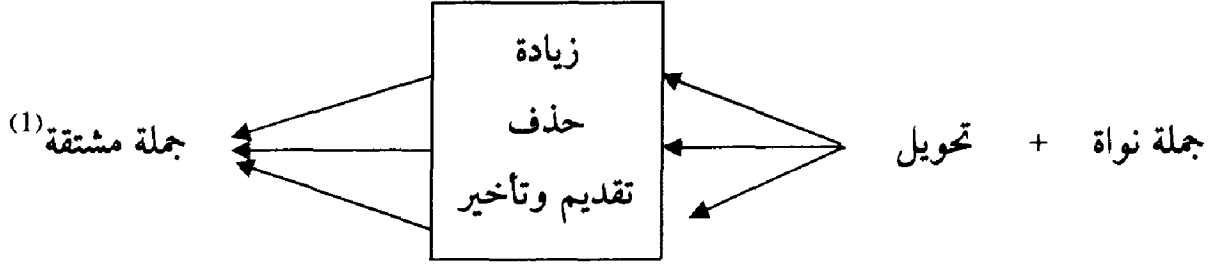 جملة نواة + تحويل
زيادة
حذف
تقديم وتأخير
جملة مشتقة(1)